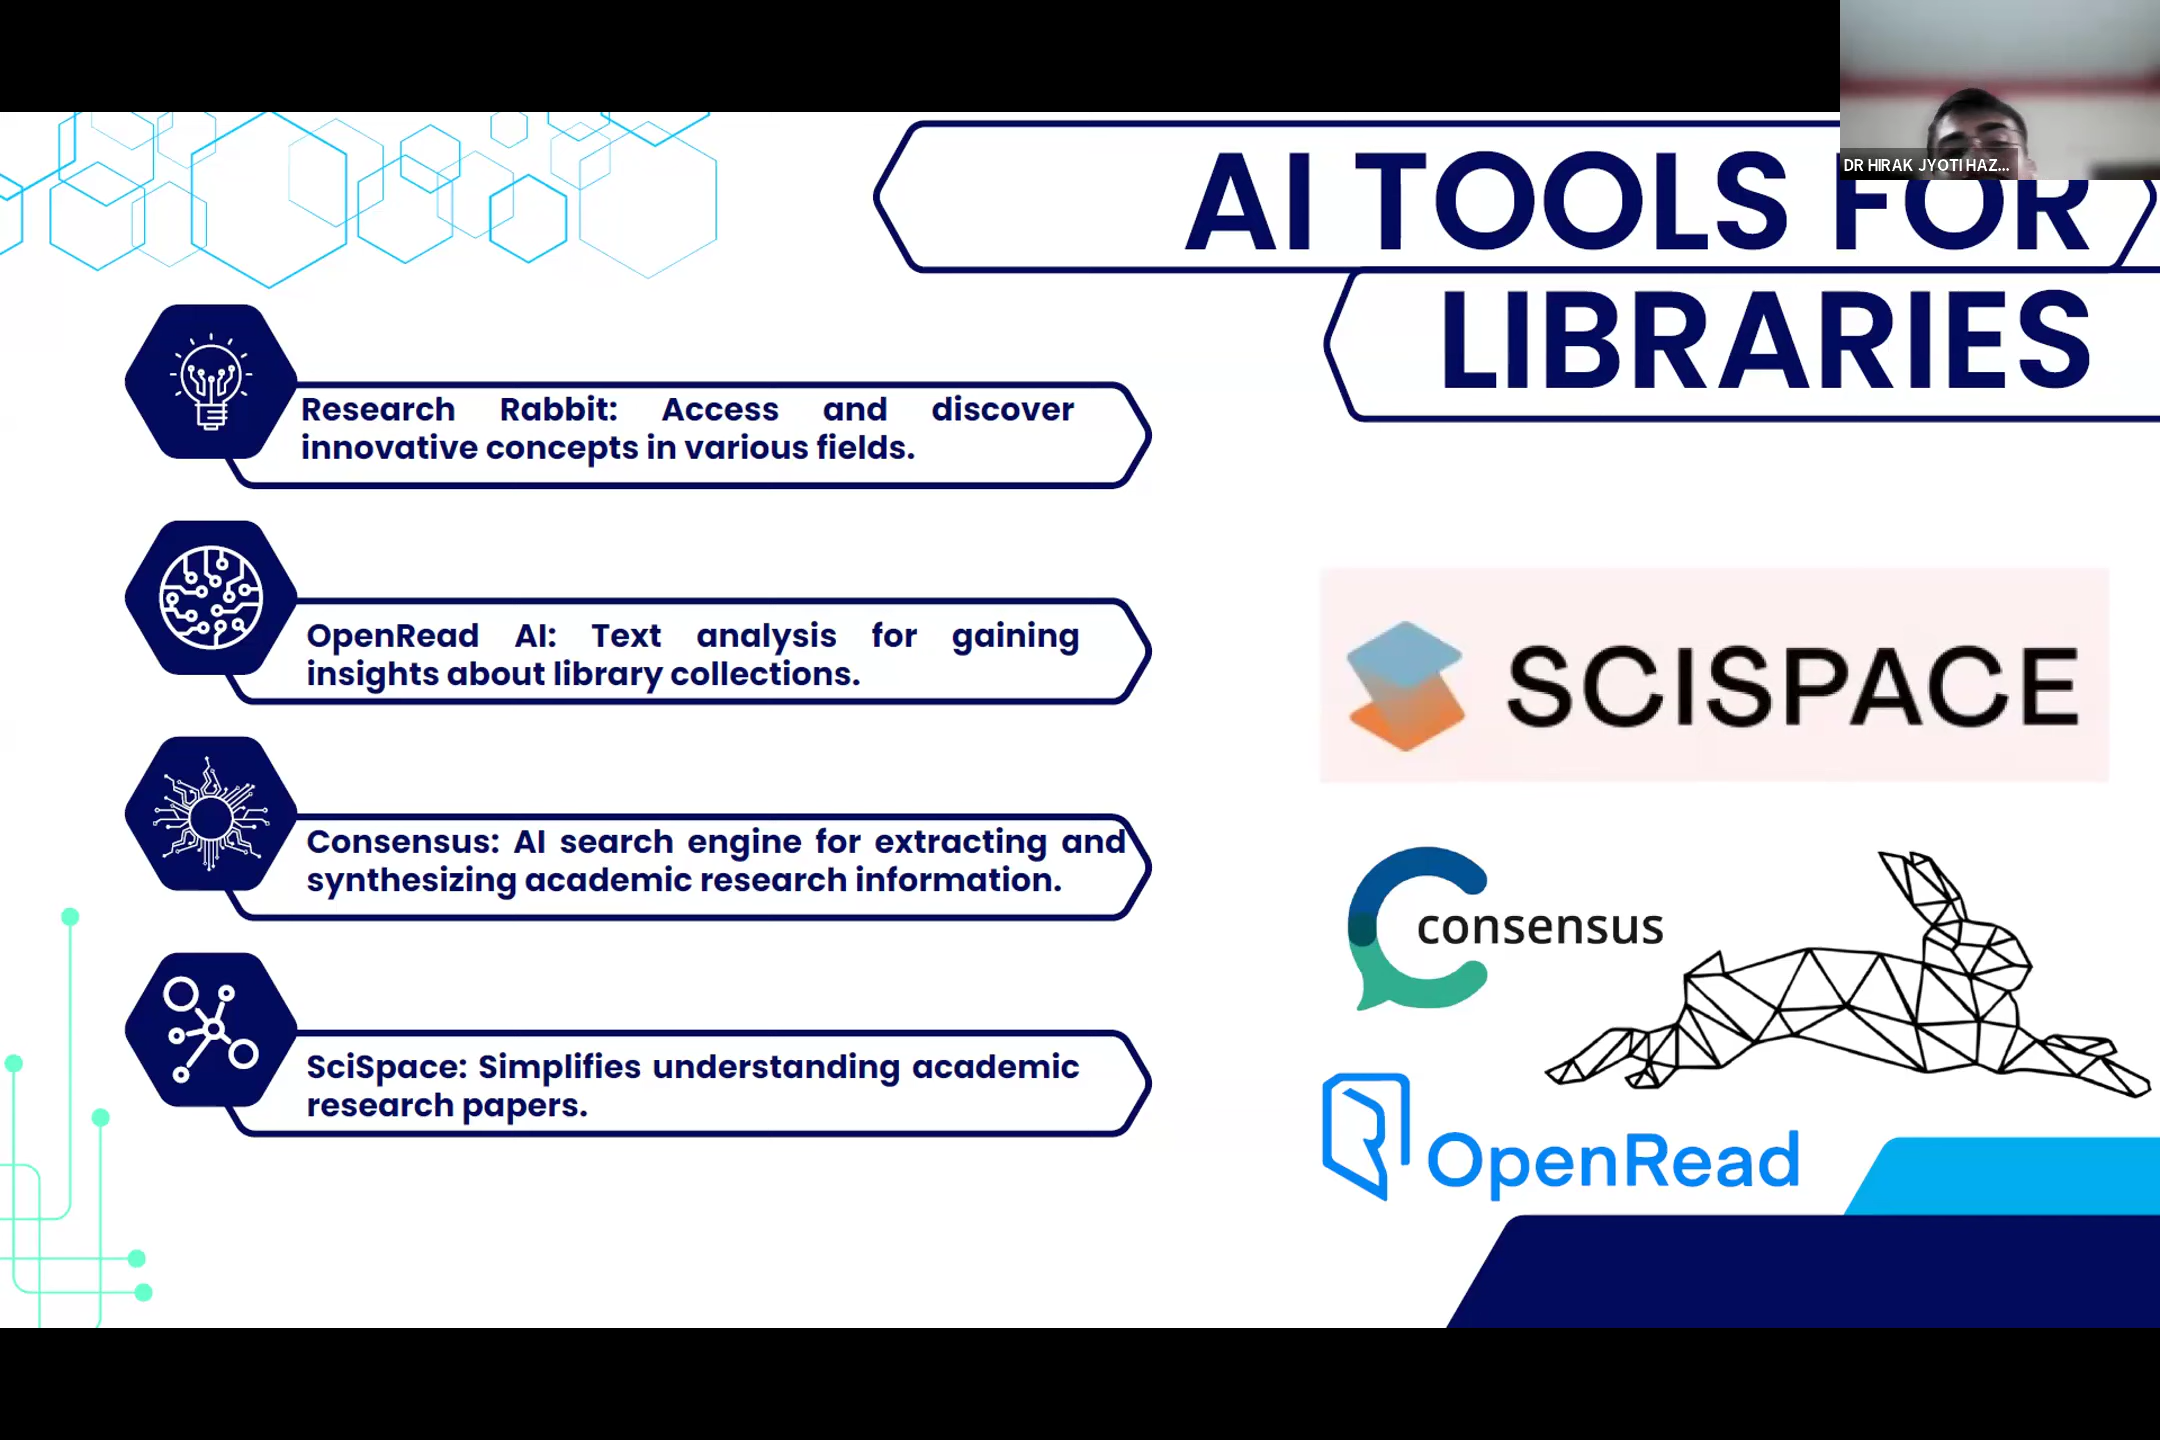 DR HIRAK JYOTI HAZ...
AI TOOLS FOR
LIBRARIES
Research Rabbit: Access and discover
innovative concepts in various fields.
OpenRead AI: Text analysis for gaining
insights about library collections.
Consensus: AI search engine for extracting and
synthesizing academic research information.
SciSpace: Simplifies understanding academic
research papers.
SCISPACE
consensus
OpenRead